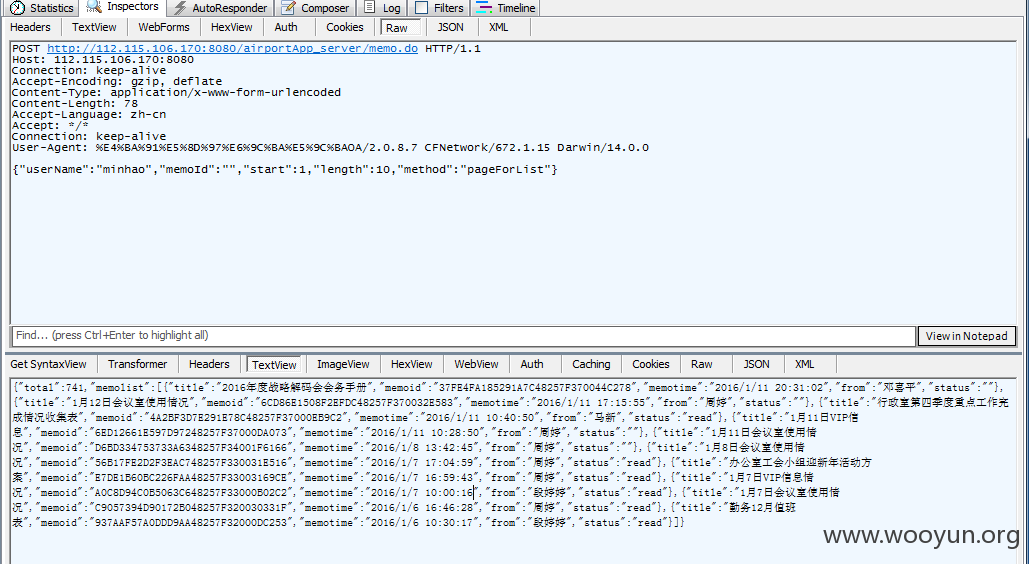 Statistics Inspectors AutoResponder Composer Log Filters Timeline
Headers TextView WebForms HexView Auth Cookies Raw JSON XML
POST http://112.115.106.170:8080/airportApp_server/memo.do HTTP/1.1
Host: 112.115.106.170:8080
Connection: keep-alive
Accept-Encoding: gzip, deflate
Content-Type: application/x-www-form-urlencoded
Content-Length: 78
Accept-Language: zh-cn
Accept: */*
Connection: keep-alive
User-Agent: %E4%BA%91%E5%8D%97%E6%9C%BA%E5%9C%BAOA/2.0.8.7 CFNetwork/672.1.15 Darwin/14.0.0
{"userName":"minhao","memoId":"","start":1,"length":10,"method":"pageForList"}
Find... (press Ctrl+Enter to highlight all) View in Notepad
Get SyntaxView Transformer Headers TextView ImageView HexView WebView Auth Caching Cookies Raw JSON XML
{"total":741,"memolist":[{"title":"2016年度战略解码会会务手册","memoid":"37FE4FA185291A7C48257F370044C278","memotime":"2016/1/11 20:31:02","from":"邓喜平","status":""},
{"title":"1月12日会议室使用情况","memoid":"6CD86E1508F2EFDC48257F370032E583","memotime":"2016/1/11 17:15:55","from":"周婷","status":""},{"title":"行政室第四季度重点工作完
成情况收集表","memoid":"4A2BF3D7E291E78C48257F37000EB9C2","memotime":"2016/1/11 10:40:50","from":"马新","status":"read"},{"title":"1月11日VIP信
息","memoid":"6ED12661E597D97248257F37000DA073","memotime":"2016/1/11 10:28:50","from":"周婷","status":""},{"title":"1月11日会议室使用情
况","memoid":"D6BD334753733A6348257F34001F6166","memotime":"2016/1/8 13:42:45","from":"周婷","status":""},{"title":"1月8日会议室使用情
况","memoid":"56B17FE2D2F3EAC748257F330031E516","memotime":"2016/1/7 17:04:59","from":"周婷","status":"read"},{"title":"办公室工会小组迎新年活动方
案","memoid":"E7DE1B60BC226FAA48257F33003169CE","memotime":"2016/1/7 16:59:43","from":"周婷","status":"read"},{"title":"1月7日VIP信息情
况","memoid":"A0C8D94C0B5063C648257F33000B02C2","memotime":"2016/1/7 10:00:16","from":"段婷婷","status":"read"},{"title":"1月7日会议室使用情
况","memoid":"C9057394D90172B048257F320030331F","memotime":"2016/1/6 16:46:28","from":"周婷","status":"read"},{"title":"勤务12月值班
表","memoid":"937AAF57A0DDD9AA48257F32000DC253","memotime":"2016/1/6 10:30:17","from":"段婷婷","status":"read"}]}
www.wooyun.org